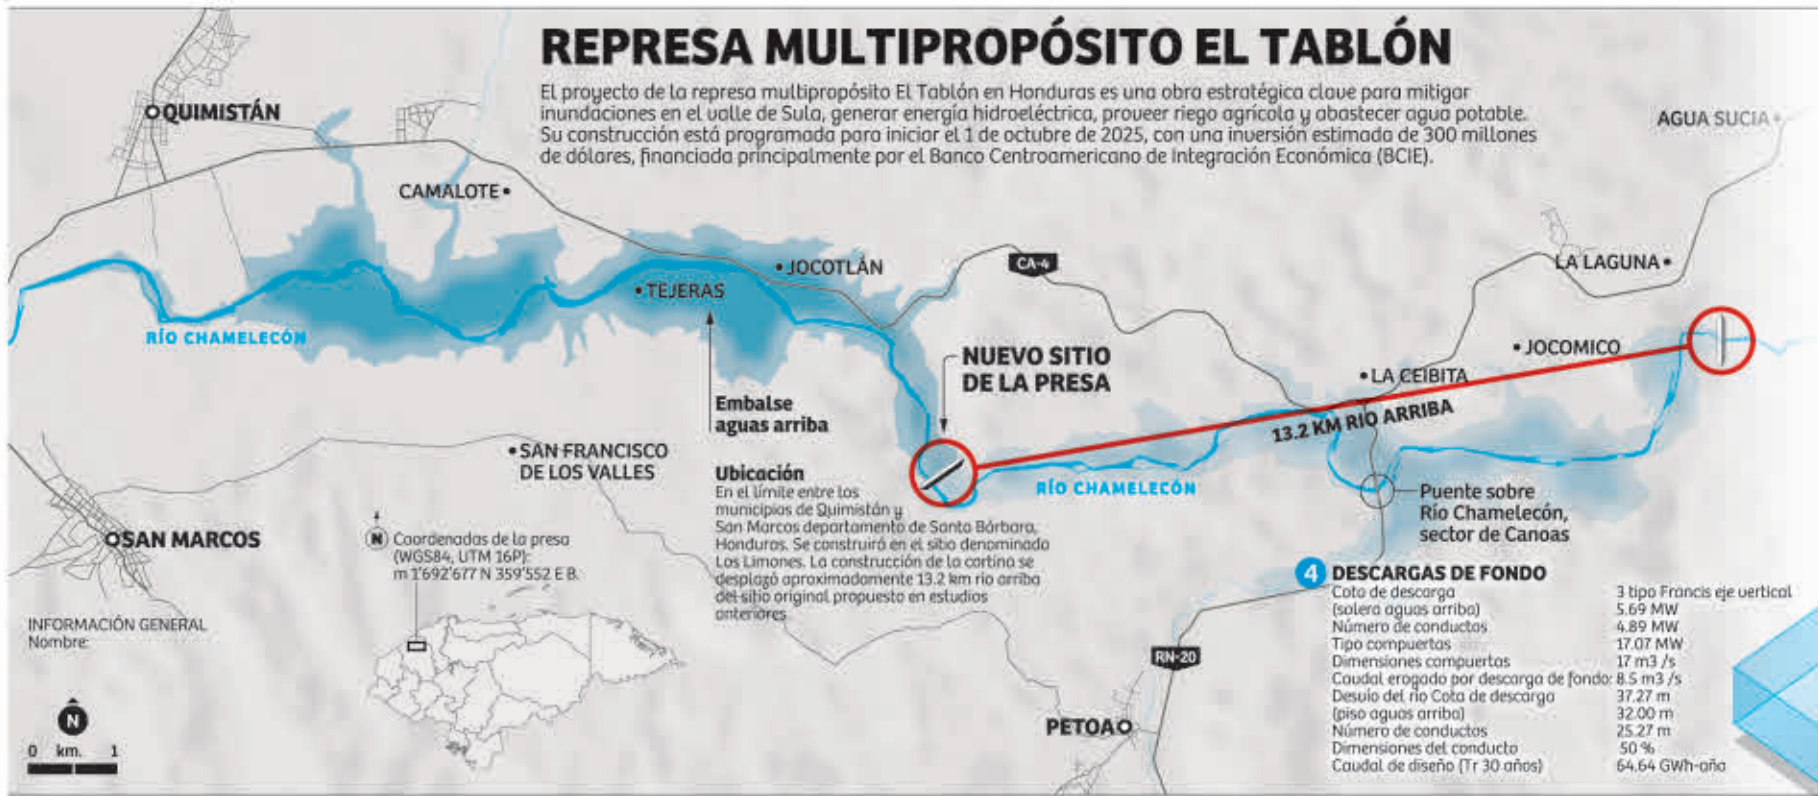 REPRESA MULTIPROPÓSITO EL TABLÓN
El proyecto de la represa multipropósito El Tablón en Honduras es una obra estratégica clave para mitigar
inundaciones en el valle de Sula, generar energía hidroeléctrica, proveer riego agrícola y abastecer agua potable.
Su construcción está programada para iniciar el 1 de octubre de 2025, con una inversión estimada de 300 millones
de dólares, financiada principalmente por el Banco Centroamericano de Integración Económica (BCIE).
QUIMISTÁN
AGUA SUCIA
CAMALOTE
JOCOTLÁN
TEJERAS
CA-4
LA LAGUNA
RÍO CHAMELECÓN
NUEVO SITIO
DE LA PRESA
JOCOMICO
LA CEIBITA
13.2 KM RIO ARRIBA
Embalse
aguas arriba
SAN FRANCISCO
DE LOS VALLES
Ubicación
En el límite entre los
municipios de Quimistán y
San Marcos departamento de Santa Bárbara,
Honduras. Se construirá en el sitio denominado
Los Limones. La construcción de la cortina se
desplazó aproximadamente 13.2 km río arriba
del sitio original propuesto en estudios
anteriores
RÍO CHAMELECÓN
Puente sobre
Río Chamelecón,
sector de Canoas
SAN MARCOS
N
Coordenadas de la presa
(WGS84, UTM 16P):
m 1'692'677 N 359'552 E B.
INFORMACIÓN GENERAL
Nombre:
N
0 km. 1
RN-20
PETOA
4 DESCARGAS DE FONDO
Cota de descarga 3 tipo Francis eje vertical
(solera aguas arriba) 5.69 MW
Número de conductos 4.89 MW
Tipo compuertas 17.07 MW
Dimensiones compuertas 17 m3 /s
Caudal erogado por descarga de fondo: 8.5 m3 /s
Desvío del río Cota de descarga 37.27 m
(piso aguas arriba) 32.00 m
Número de conductos 25.27 m
Dimensiones del conducto 50 %
Caudal de diseño (Tr 30 años) 64.64 GWh-año